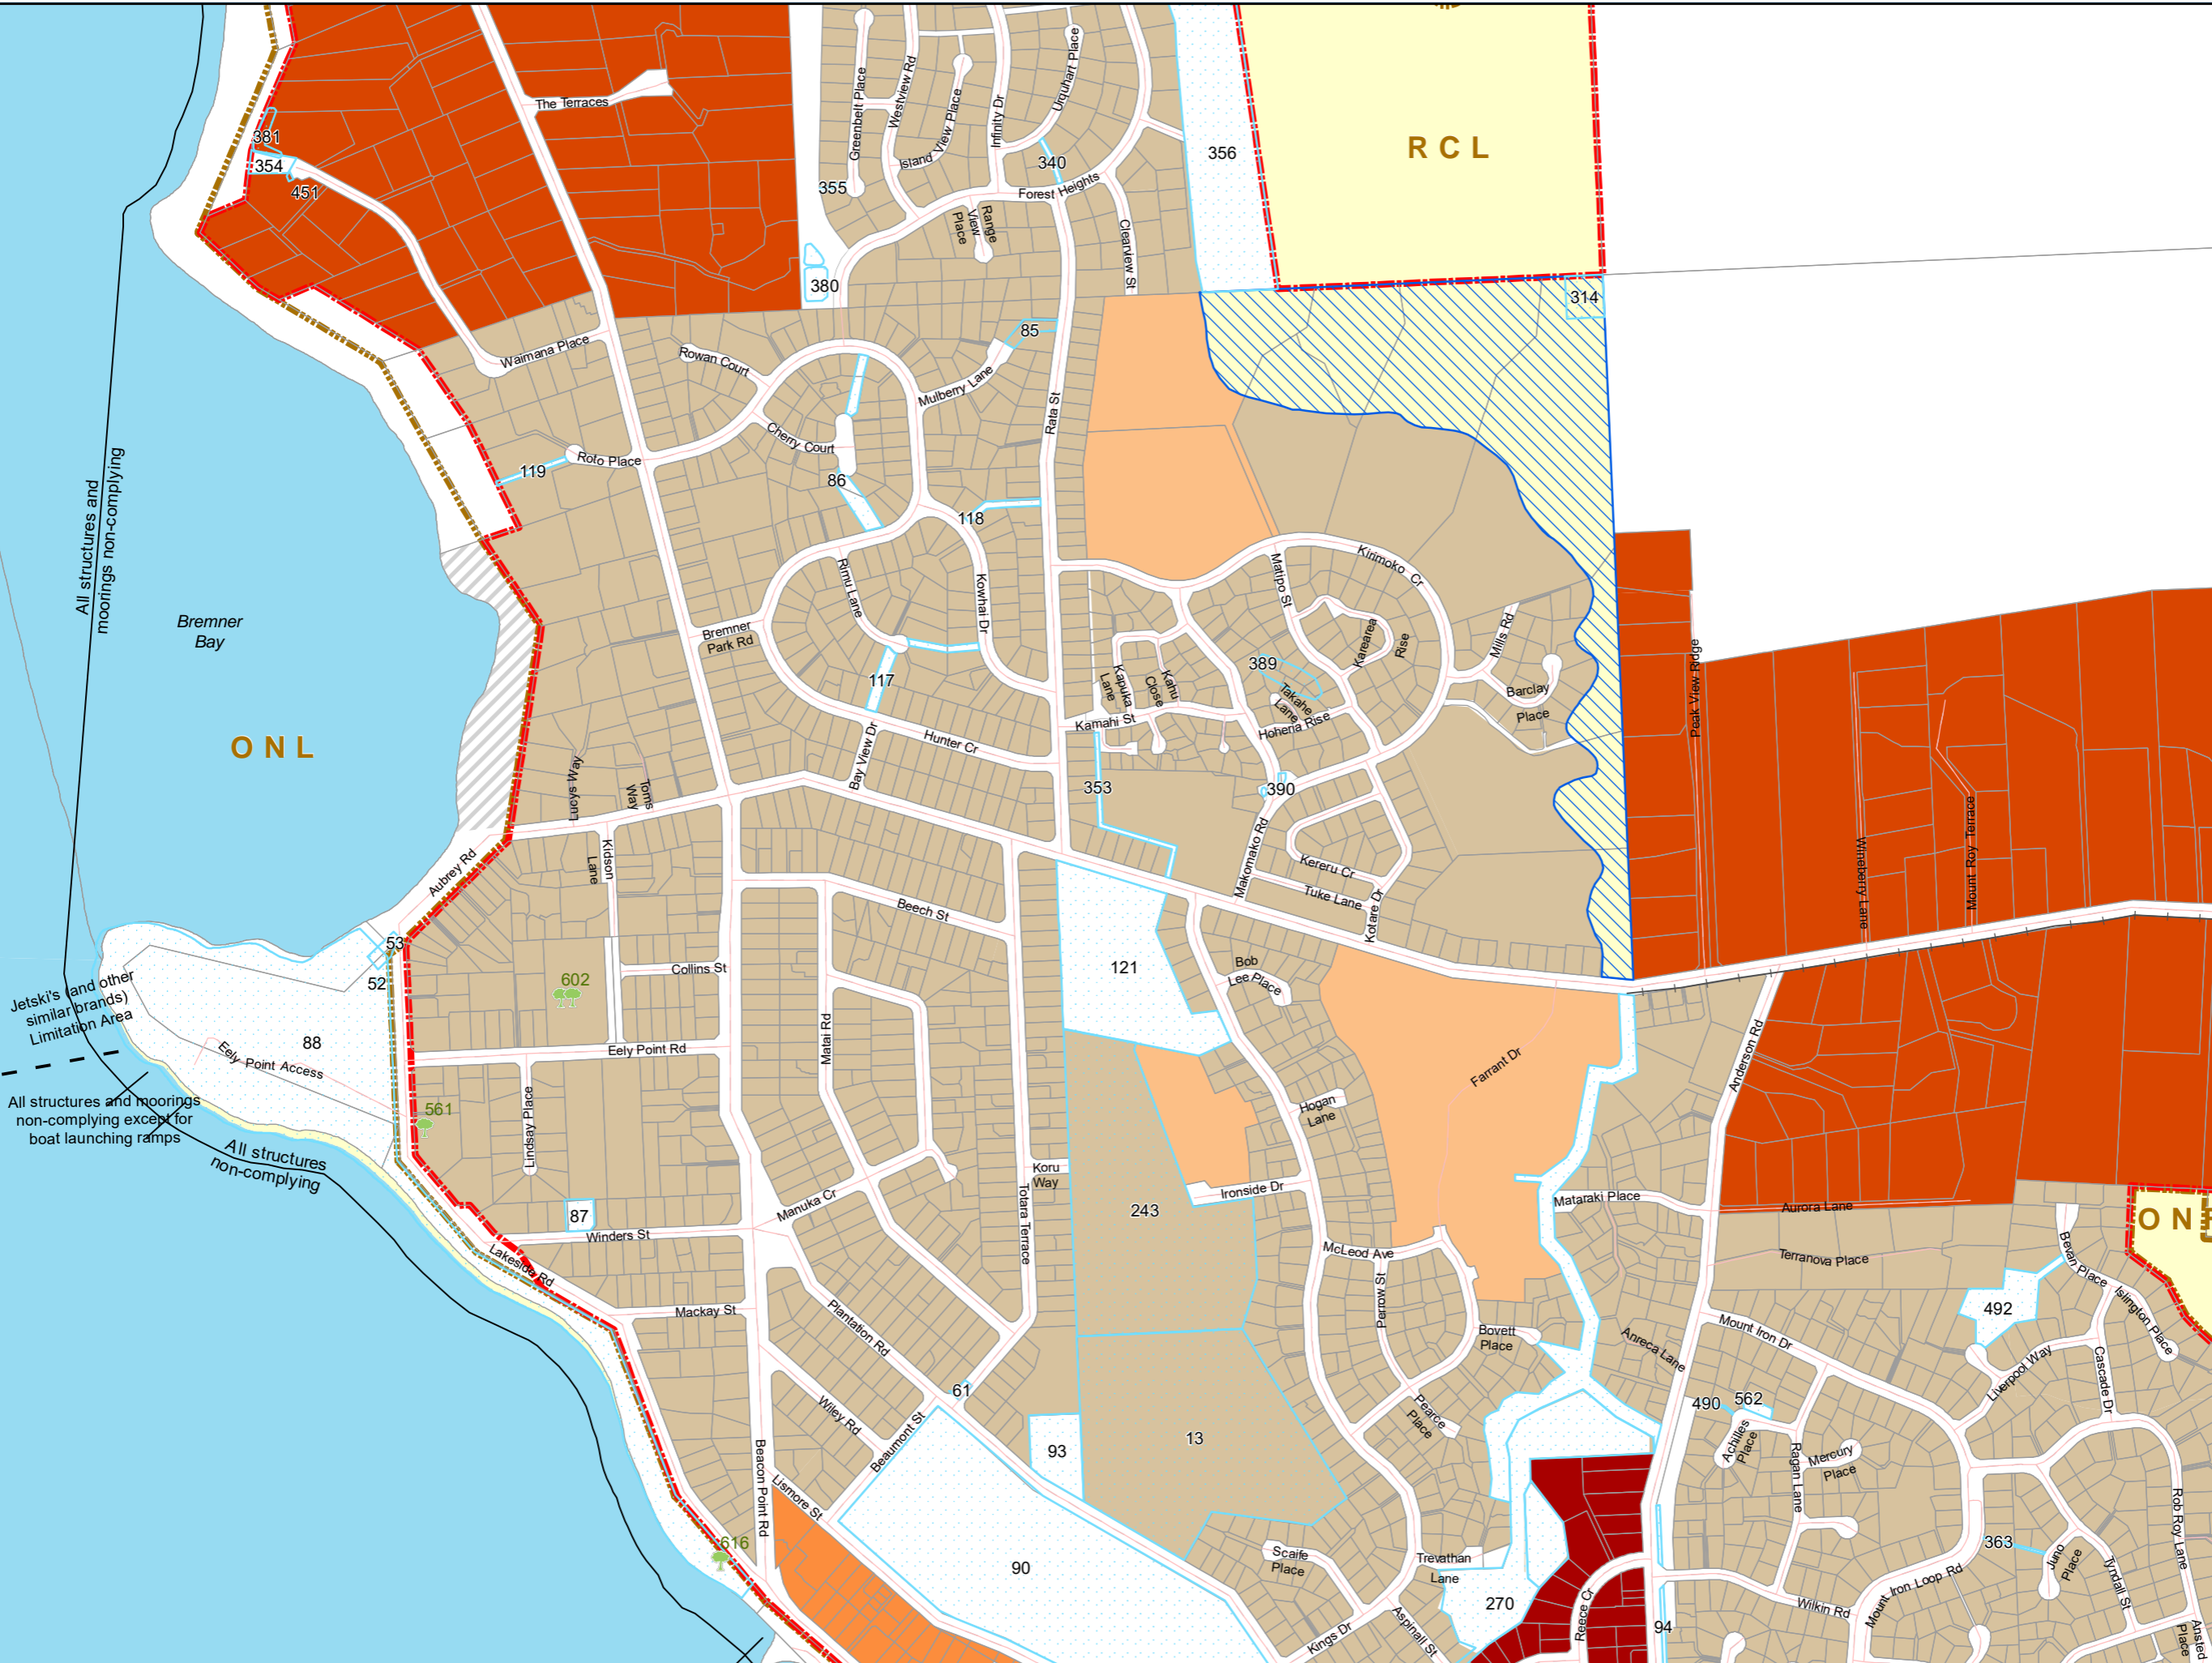 The Terraces
Greenbelt Place
Westview Rd
Island View Place
Infinity Dr
Urquhart Place
381
354
451
340
355
356
RCL
Forest Heights
Range
View
Place
Clearview St
380
314
85
Waimana Place
Rowan Court
Mulberry Lane
Rata St
Cherry Court
119
Roto Place
86
118
All structures and
moorings non-complying
Bremner
Bay
ONL
Rimu Lane
Kowhai Dr
Bremner
Park Rd
117
Matipo St
Kirimoko Cr
Karearea
Rise
Mills Rd
Barclay
Place
389
Takahe
Lane
Hohena Rise
Kapuka
Lane
Kahu
Close
Kamahi St
Peak View Ridge
Hunter Cr
Bay View Dr
Lucys Way
Toms
Way
353
390
Makomako Rd
Kereru Cr
Tuke Lane
Kotare Dr
Wineberry Lane
Mount Roy Terrace
Aubrey Rd
Kidson
Lane
Beech St
53
52
602
Collins St
121
Bob
Lee Place
Jetski's (and other
similar brands)
Limitation Area
88
Eely Point Access
Eely Point Rd
Matai Rd
Farrant Dr
Anderson Rd
All structures and moorings
non-complying except for
boat launching ramps
561
Lindsay Place
Hogan
Lane
All structures
non-complying
Koru
Way
Ironside Dr
Mataraki Place
Aurora Lane
87
Winders St
Manuka Cr
Totara Terrace
243
McLeod Ave
Terranova Place
Bevan Place
Islington Place
Lakeside Rd
Mackay St
Plantation Rd
Perrow St
Bovett
Place
Anreca Lane
Mount Iron Dr
492
Liverpool Way
Cascade Dr
61
Wiley Rd
Beaumont St
Pearce
Place
490
562
Achilles
Place
Ragan Lane
Mercury
Place
Rob Roy Lane
93
13
Beacon Point Rd
Lismore St
616
90
Scaife
Place
Trevathan
Lane
270
Kings Dr
Aspinall St
Reece Cr
94
Wilkin Rd
Mount Iron Loop Rd
363
Juno
Place
Tyndall St
Ansted
Place